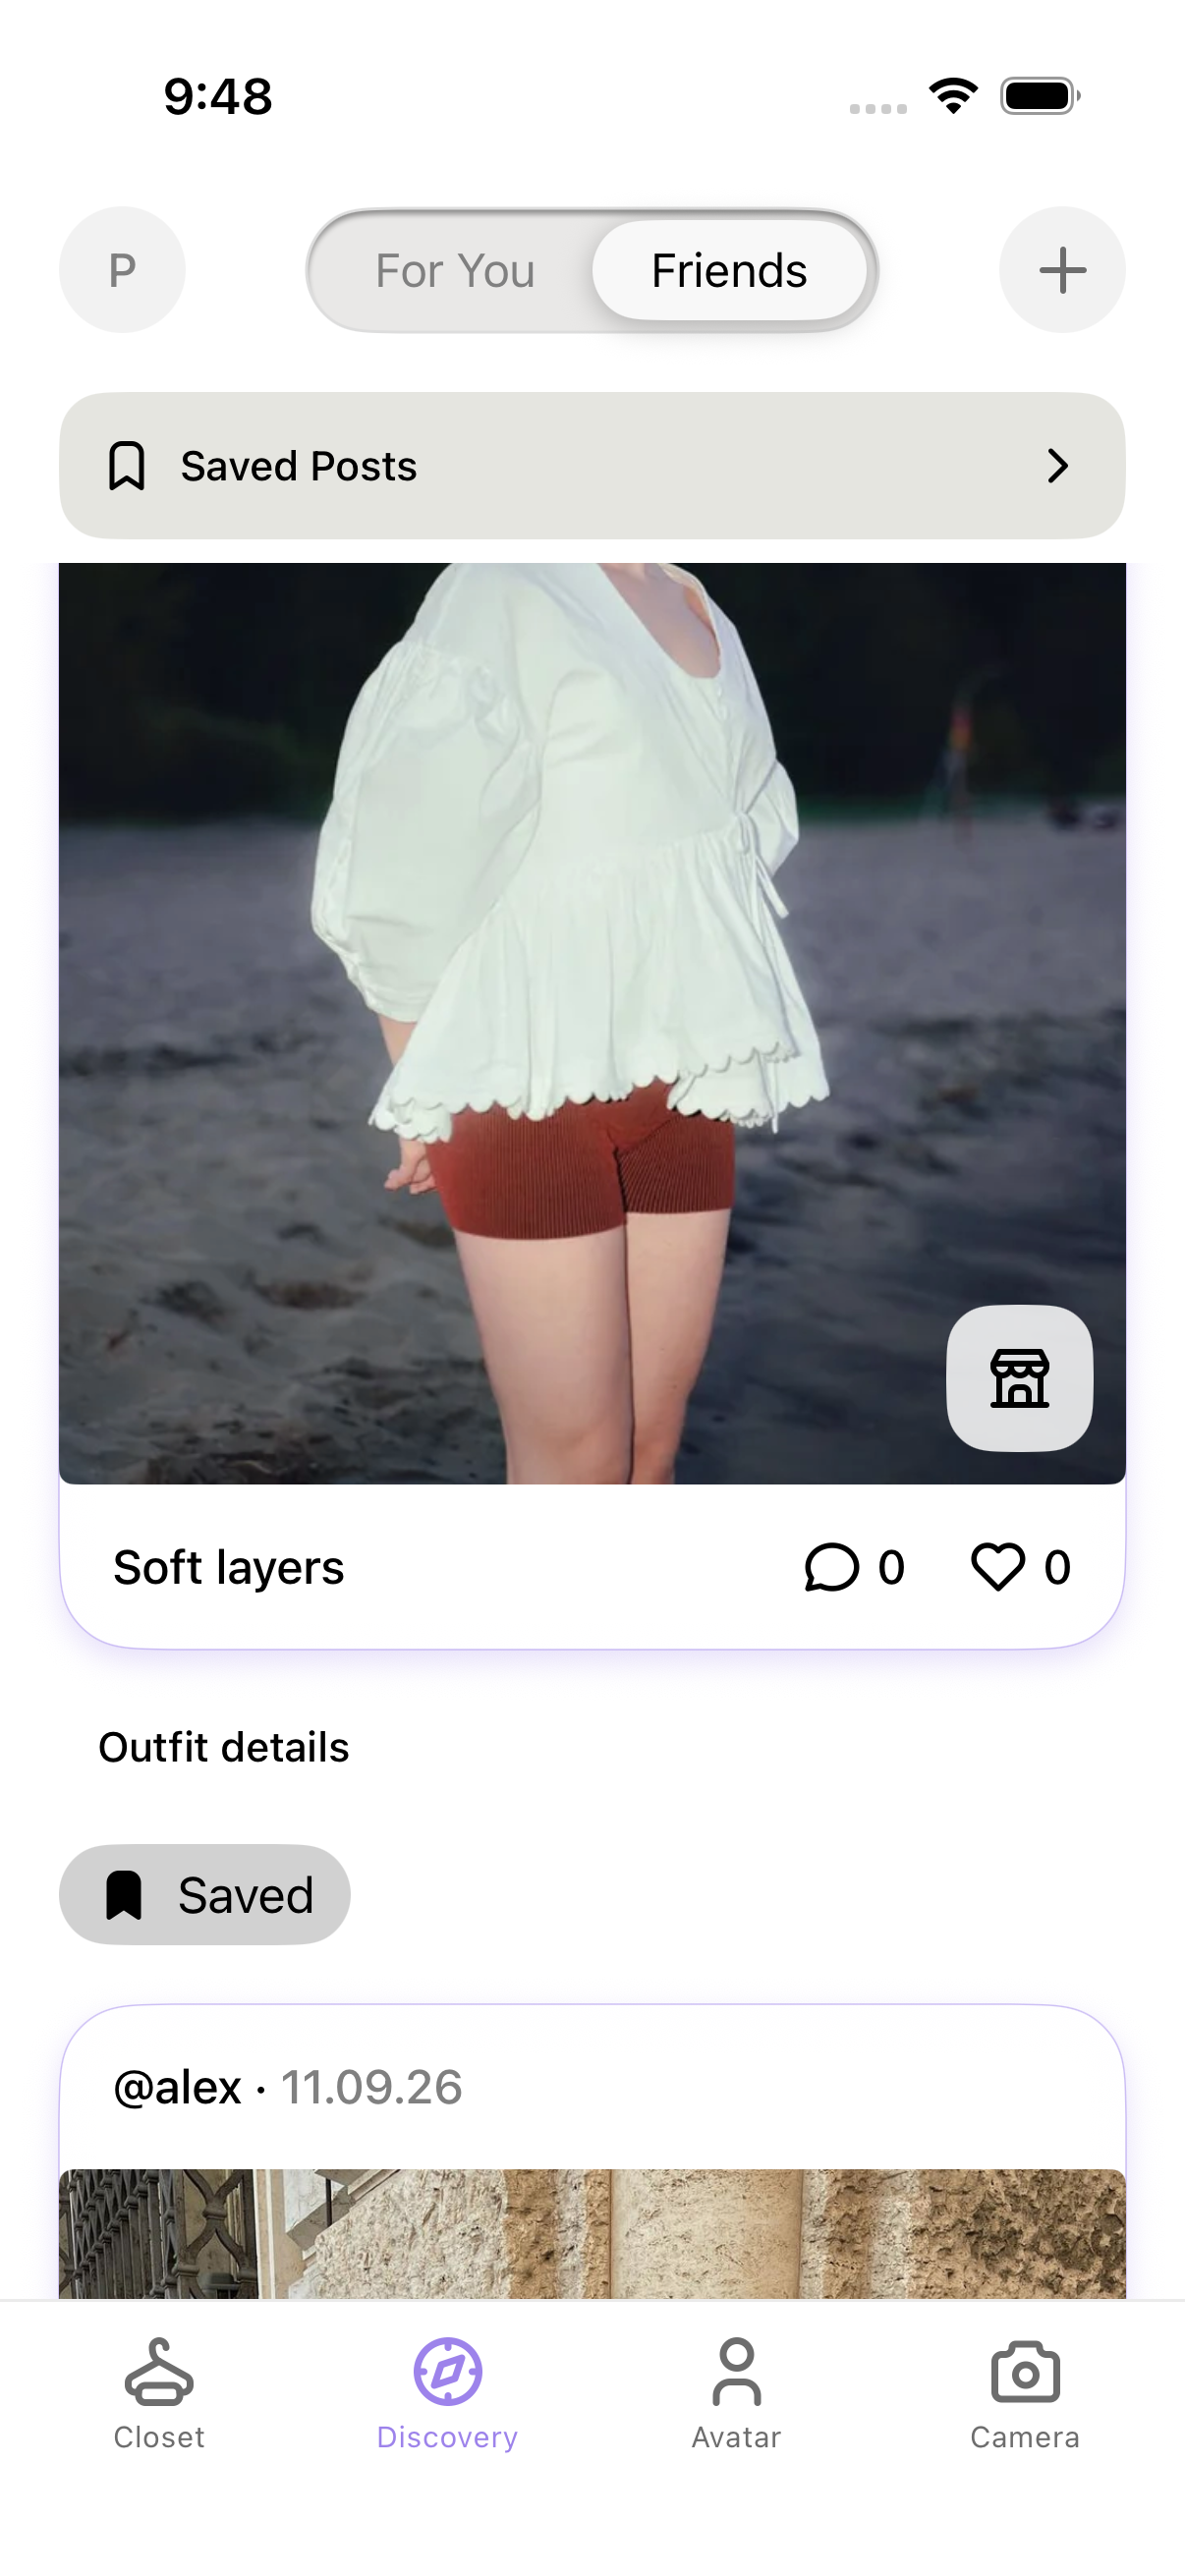 9:48
P
For You
Friends
Saved Posts
Soft layers
0
0
Outfit details
Saved
@alex · 11.09.26
Closet
Discovery
Avatar
Camera